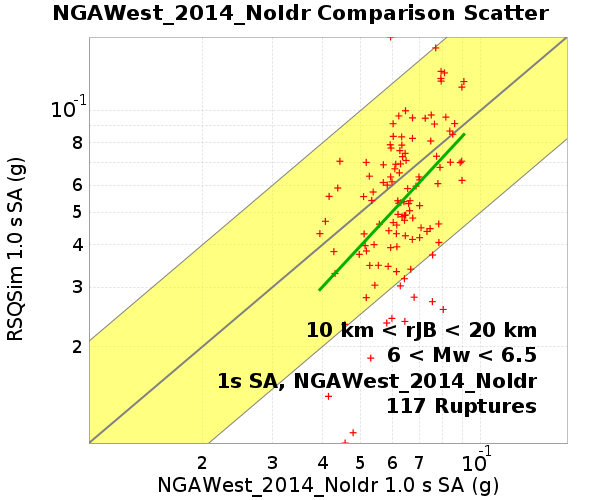 NGAWest_2014_NoIdr Comparison Scatter
RSQSim 1.0 s SA (g)
10-1
8
6
5
4
3
2
10 km < rJB < 20 km
6 < Mw < 6.5
1s SA, NGAWest_2014_NoIdr
117 Ruptures
2 3 4 5 6 7 10-1
NGAWest_2014_NoIdr 1.0 s SA (g)